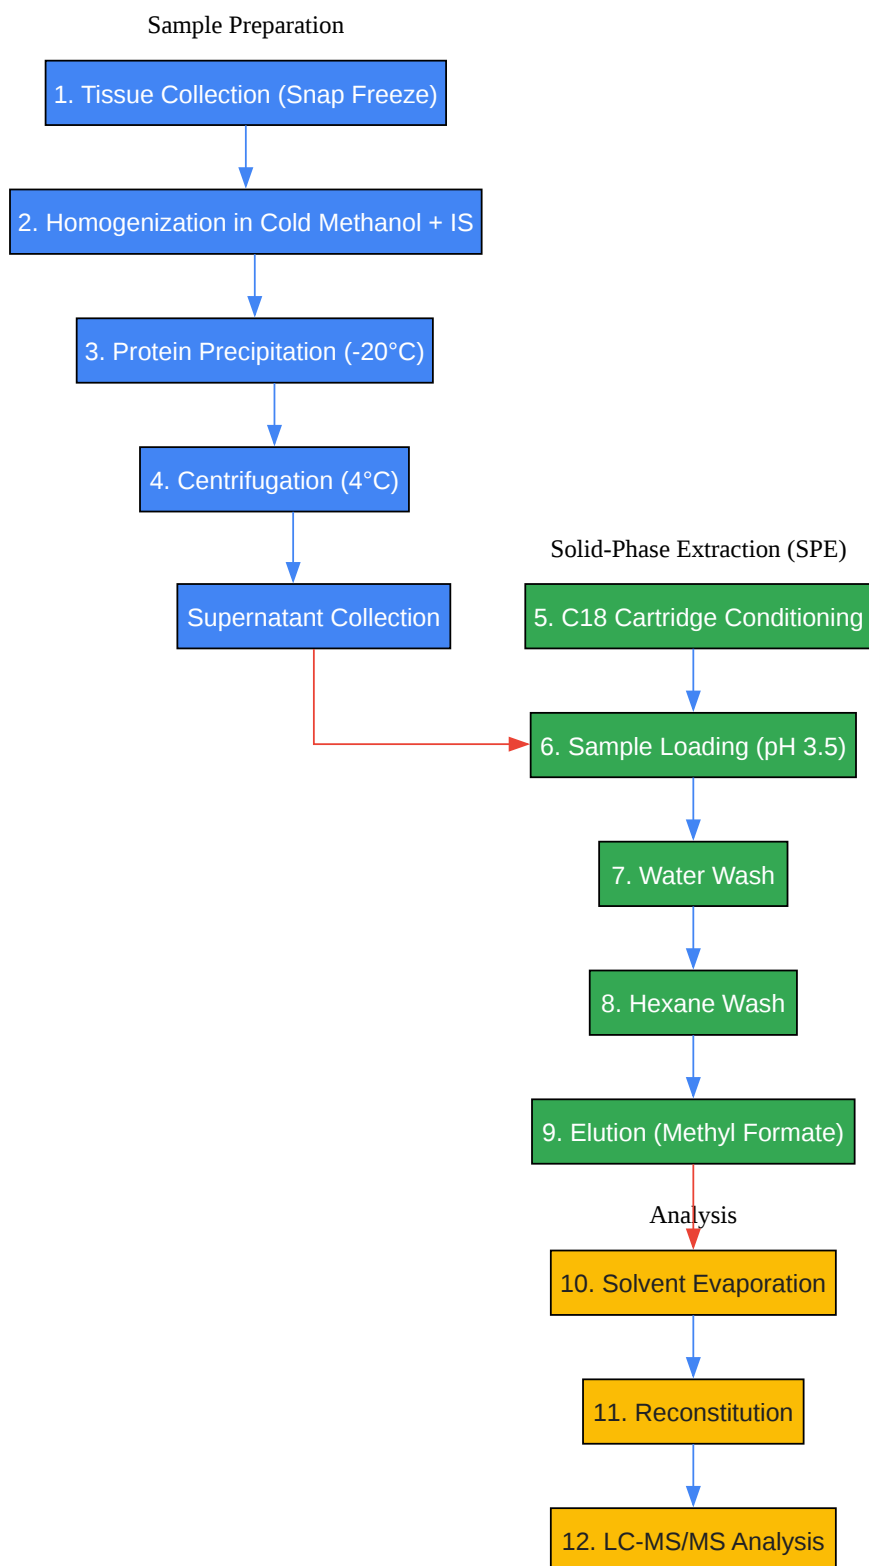 Sample Preparation
1. Tissue Collection (Snap Freeze)
2. Homogenization in Cold Methanol + IS
3. Protein Precipitation (-20°C)
4. Centrifugation (4°C)
Supernatant Collection
Solid-Phase Extraction (SPE)
5. C18 Cartridge Conditioning
6. Sample Loading (pH 3.5)
7. Water Wash
8. Hexane Wash
9. Elution (Methyl Formate)
Analysis
10. Solvent Evaporation
11. Reconstitution
12. LC-MS/MS Analysis